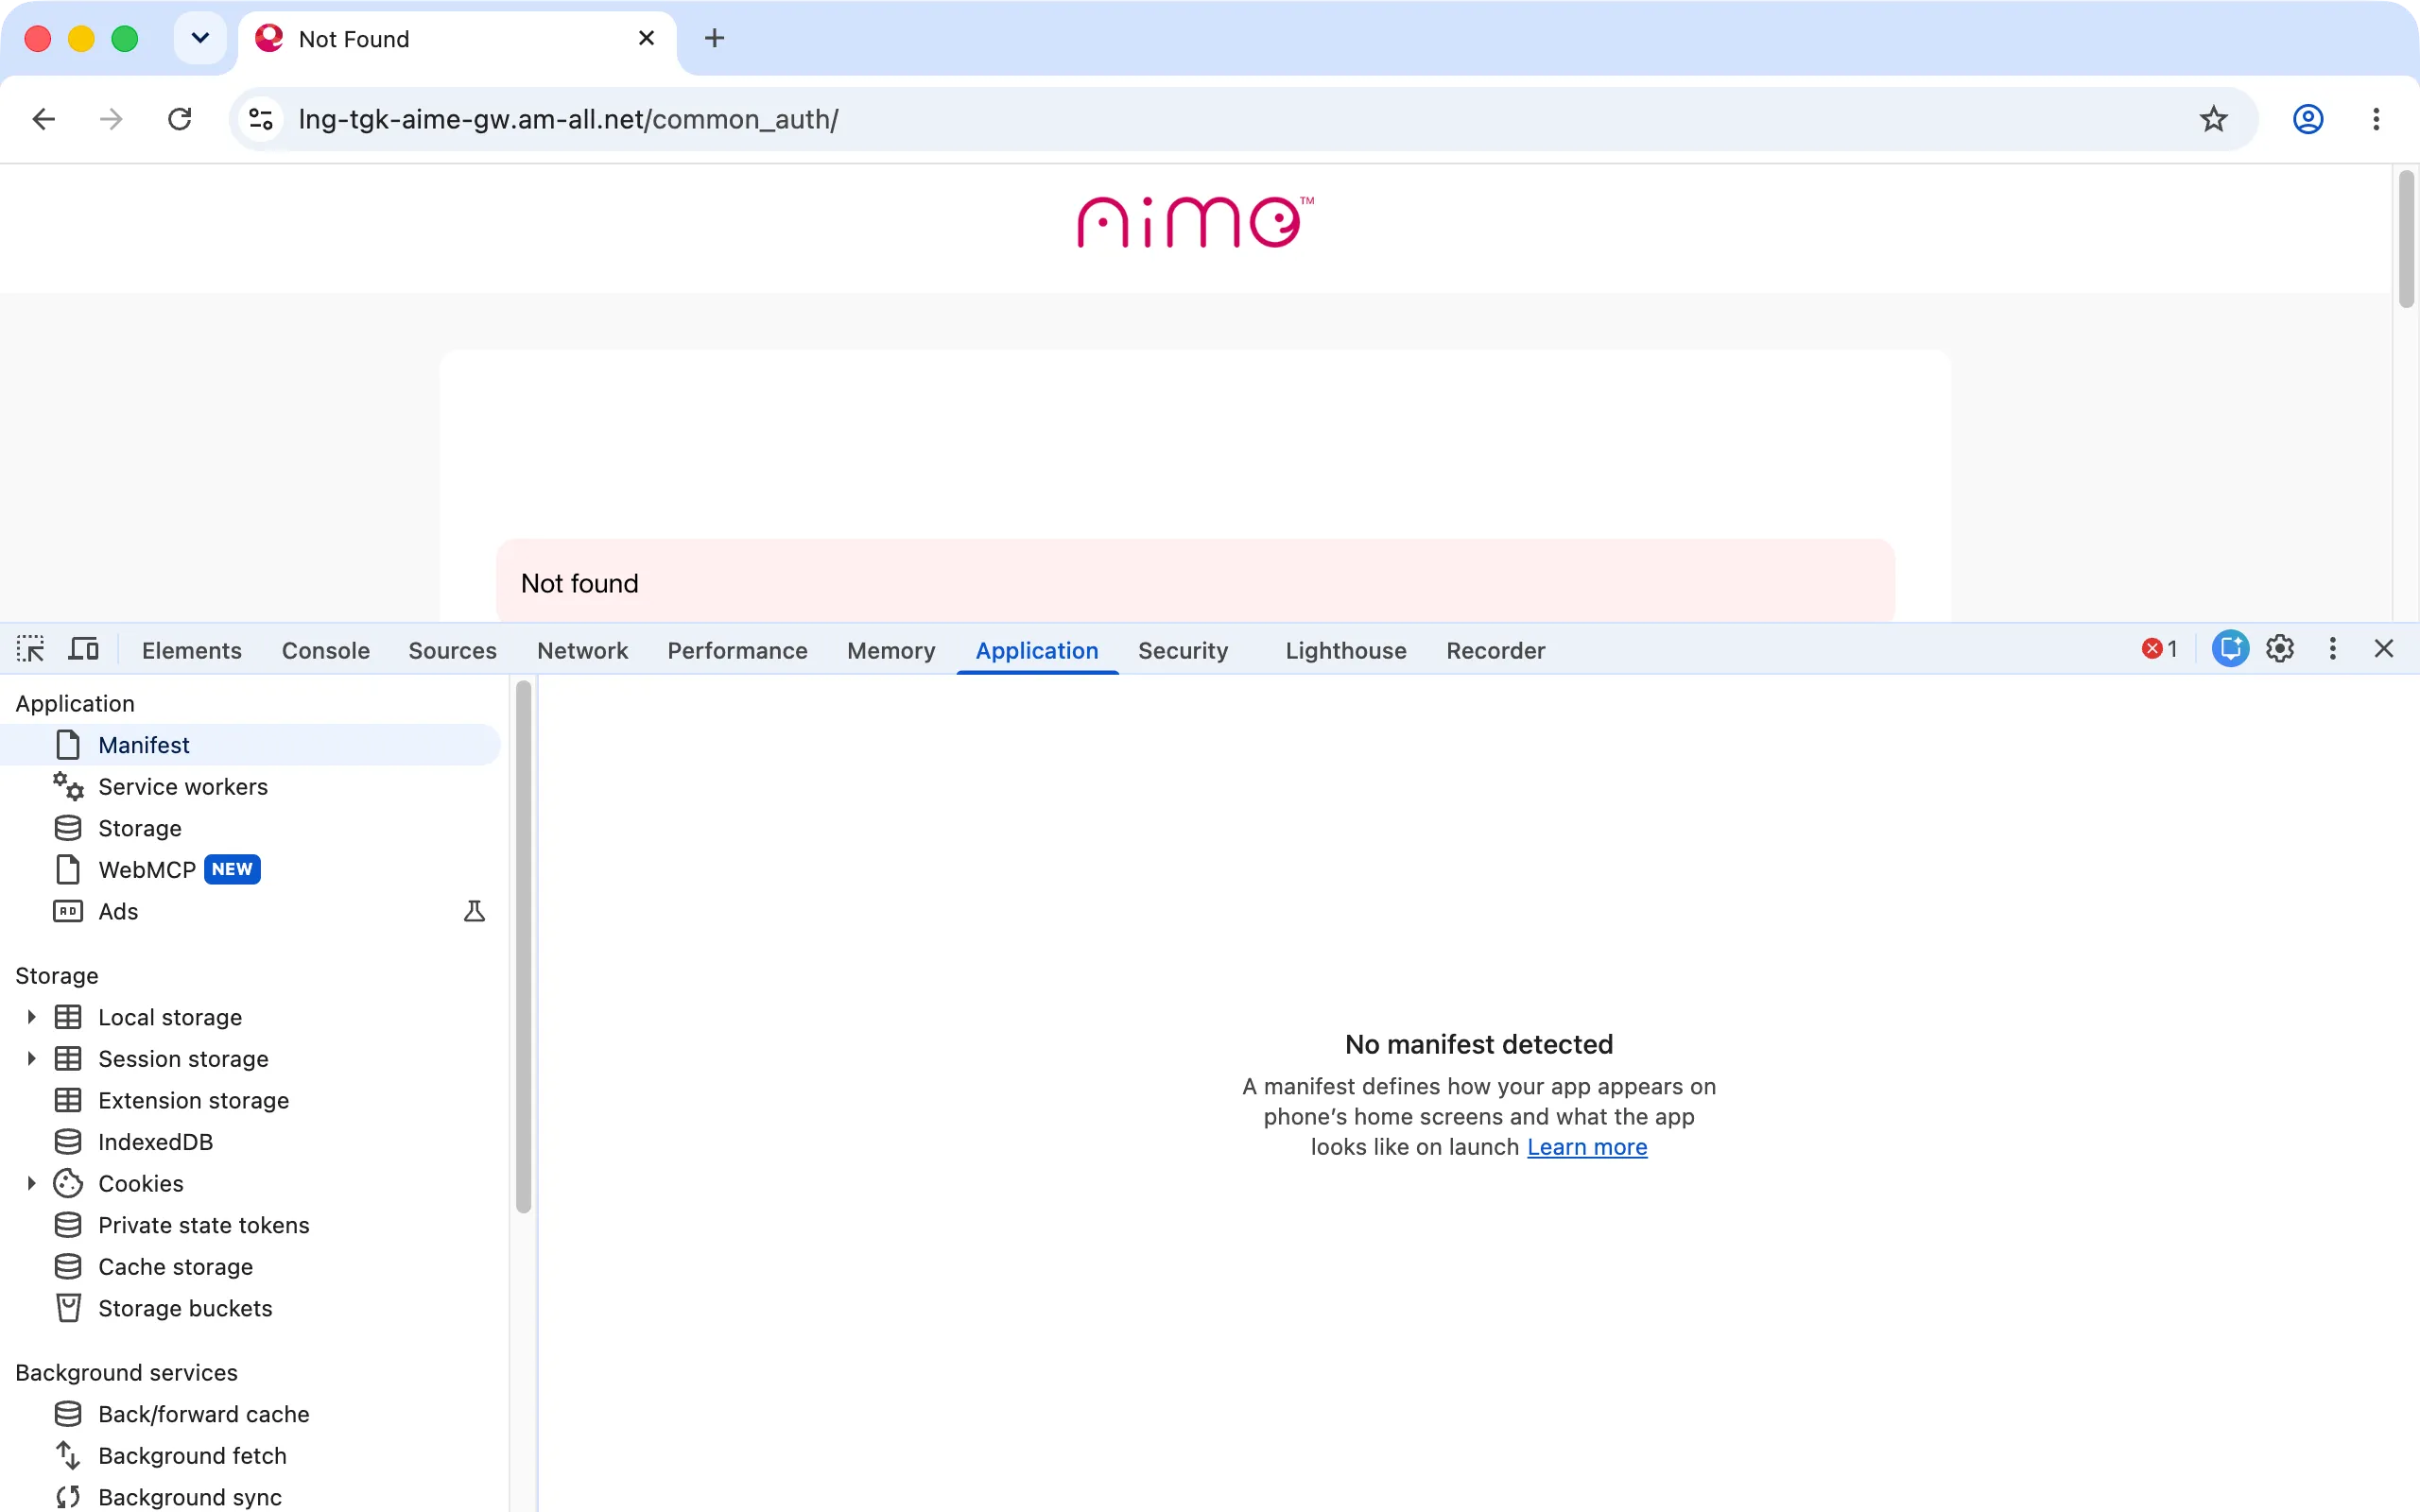 Not Found
lng-tgk-aime-gw.am-all.net/common_auth/
aime™
Not found
Elements Console Sources Network Performance Memory Application Security Lighthouse Recorder 1
Application
Manifest
Service workers
Storage
WebMCP NEW
AD Ads
Storage
Local storage
Session storage
Extension storage
IndexedDB
Cookies
Private state tokens
Cache storage
Storage buckets
Background services
Back/forward cache
Background fetch
Background sync
No manifest detected
A manifest defines how your app appears on
phone’s home screens and what the app
looks like on launch Learn more